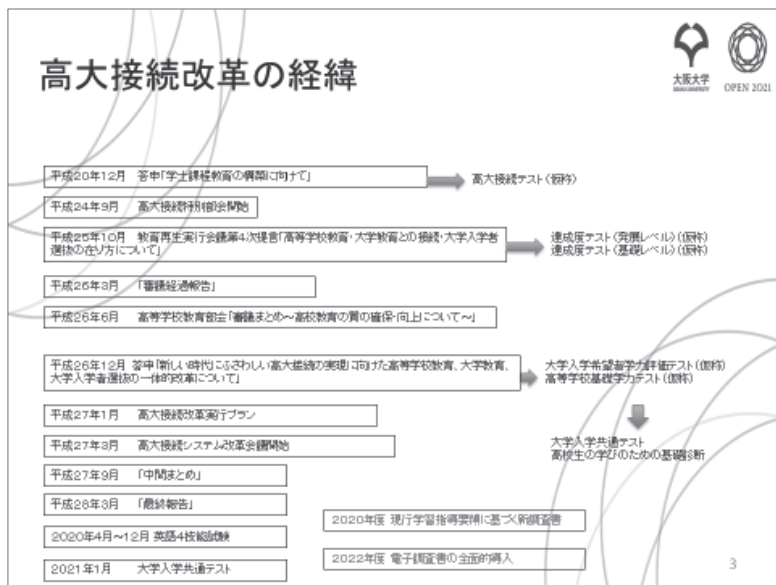 高大接続改革の経緯
大阪大学
OSAKA UNIVERSITY
OPEN 2021
平成20年12月 答申「学士課程教育の構築に向けて」
高大接続テスト(仮称)
平成24年9月 高大接続特別部会開始
平成25年10月 教育再生実行会議第4次提言「高等学校教育・大学教育との接続・大学入学者
選抜の在り方について」
達成度テスト(発展レベル)(仮称)
達成度テスト(基礎レベル)(仮称)
平成26年3月 「審議経過報告」
平成26年6月 高等学校教育部会「審議まとめ~高校教育の質の確保・向上について~」
平成26年12月 答申「新しい時代にふさわしい高大接続の実現に向けた高等学校教育、大学教育、
大学入学者選抜の一体的改革について」
大学入学希望者学力評価テスト(仮称)
高等学校基礎学力テスト(仮称)
平成27年1月 高大接続改革実行プラン
平成27年3月 高大接続システム改革会議開始
大学入学共通テスト
高校生の学びのための基礎診断
平成27年9月 「中間まとめ」
平成28年3月 「最終報告」
2020年4月~12月 英語4技能試験
2021年1月 大学入学共通テスト
2020年度 現行学習指導要領に基づく新調査書
2022年度 電子調査書の全面的導入
3